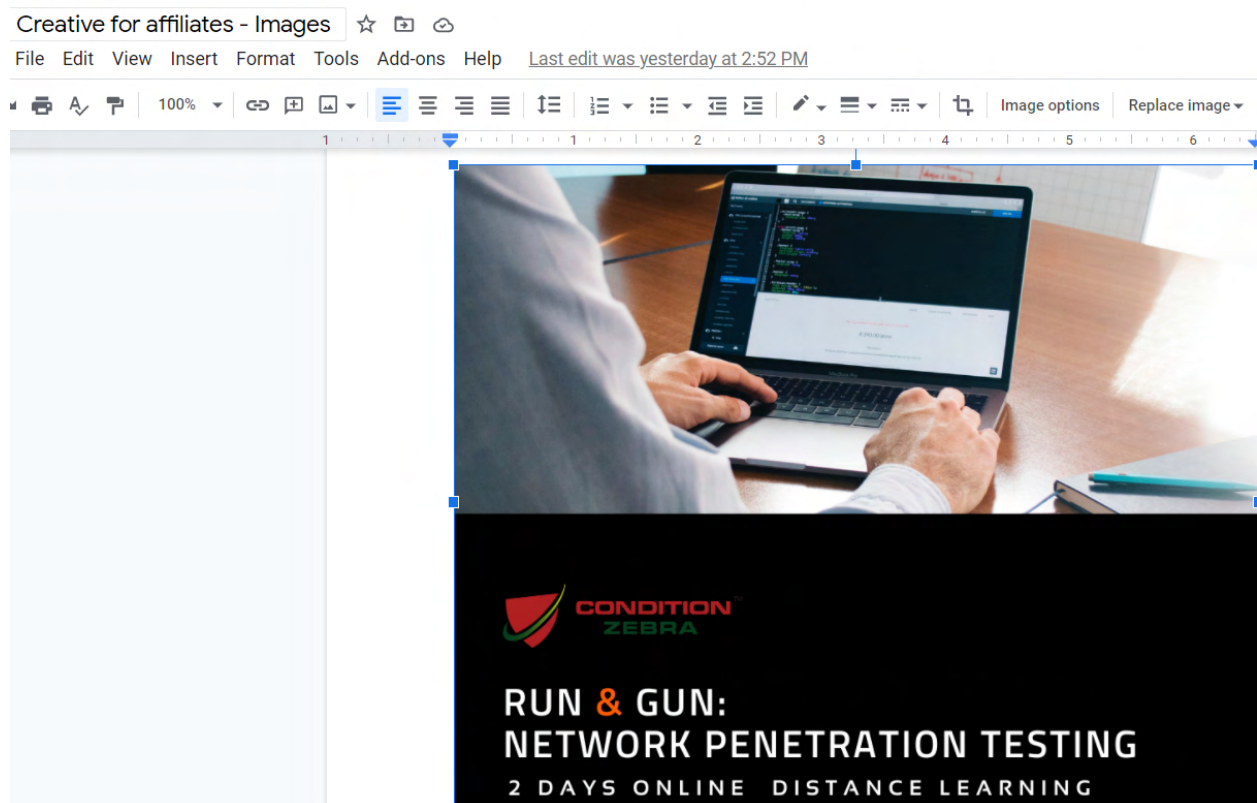 Creative for affiliates - Images
File Edit View Insert Format Tools Add-ons Help Last edit was yesterday at 2:52 PM
100% Image options Replace image
1 1 2 3 4 5 6
CONDITION™
ZEBRA
RUN & GUN:
NETWORK PENETRATION TESTING
2 DAYS ONLINE DISTANCE LEARNING